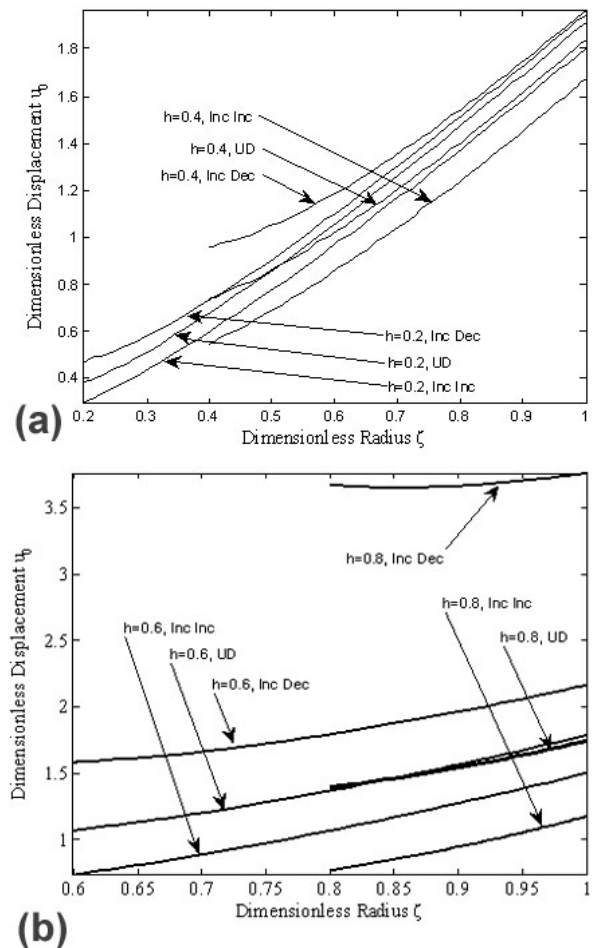 Dimensionless Displacement u₀
1.8
1.6
1.4
1.2
1
0.8
0.6
0.4
h=0.4, Inc Inc
h=0.4, UD
h=0.4, Inc Dec
h=0.2, Inc Dec
h=0.2, UD
h=0.2, Inc Inc
0.2 0.3 0.4 0.5 0.6 0.7 0.8 0.9 1
Dimensionless Radius ζ
(a)
Dimensionless Displacement u₀
3.5
3
2.5
2
1.5
1
h=0.8, Inc Dec
h=0.8, Inc Inc
h=0.6, Inc Inc
h=0.8, UD
h=0.6, UD
h=0.6, Inc Dec
0.6 0.65 0.7 0.75 0.8 0.85 0.9 0.95 1
Dimensionless Radius ζ
(b)